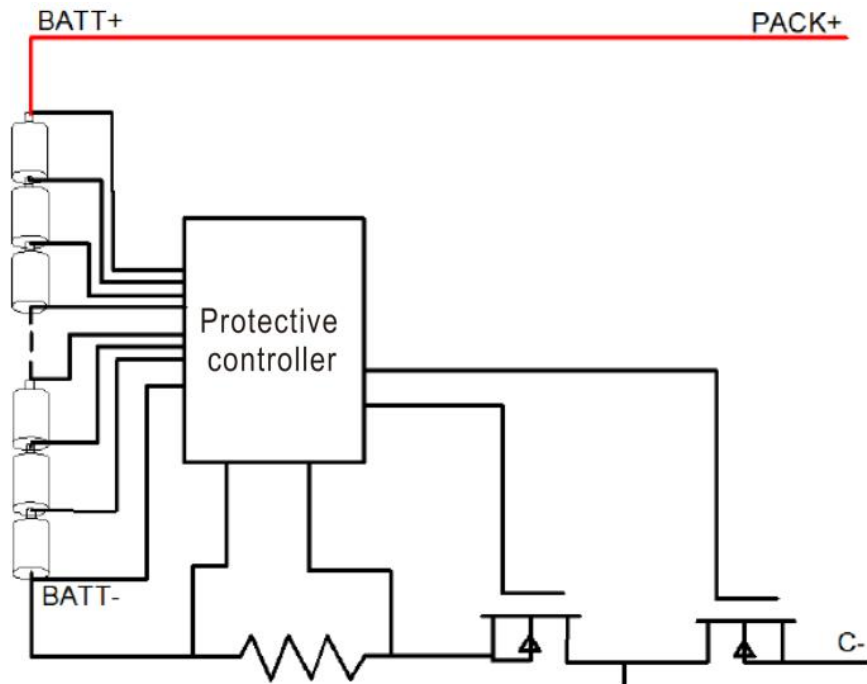 BATT+
PACK+
Protective
controller
BATT-
C-